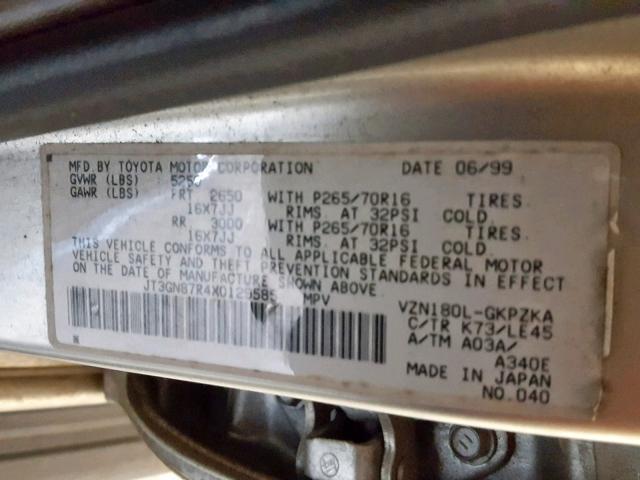 MFD. BY TOYOTA MOTOR CORPORATION DATE 06/99
GVWR (LBS) 5250
GAWR (LBS) FRT 2650 WITH P265/70R16 TIRES
16X7JJ RIMS, AT 32PSI COLD.
RR 3000 WITH P265/70R16 TIRES
16X7JJ RIMS, AT 32PSI COLD.
THIS VEHICLE CONFORMS TO ALL APPLICABLE FEDERAL MOTOR
VEHICLE SAFETY AND THEFT PREVENTION STANDARDS IN EFFECT
ON THE DATE OF MANUFACTURE SHOWN ABOVE
MPV
VZN180L-GKPZKA
C/TR K73/LE45
A/TM A03A/
A340E
MADE IN JAPAN
NO. 040